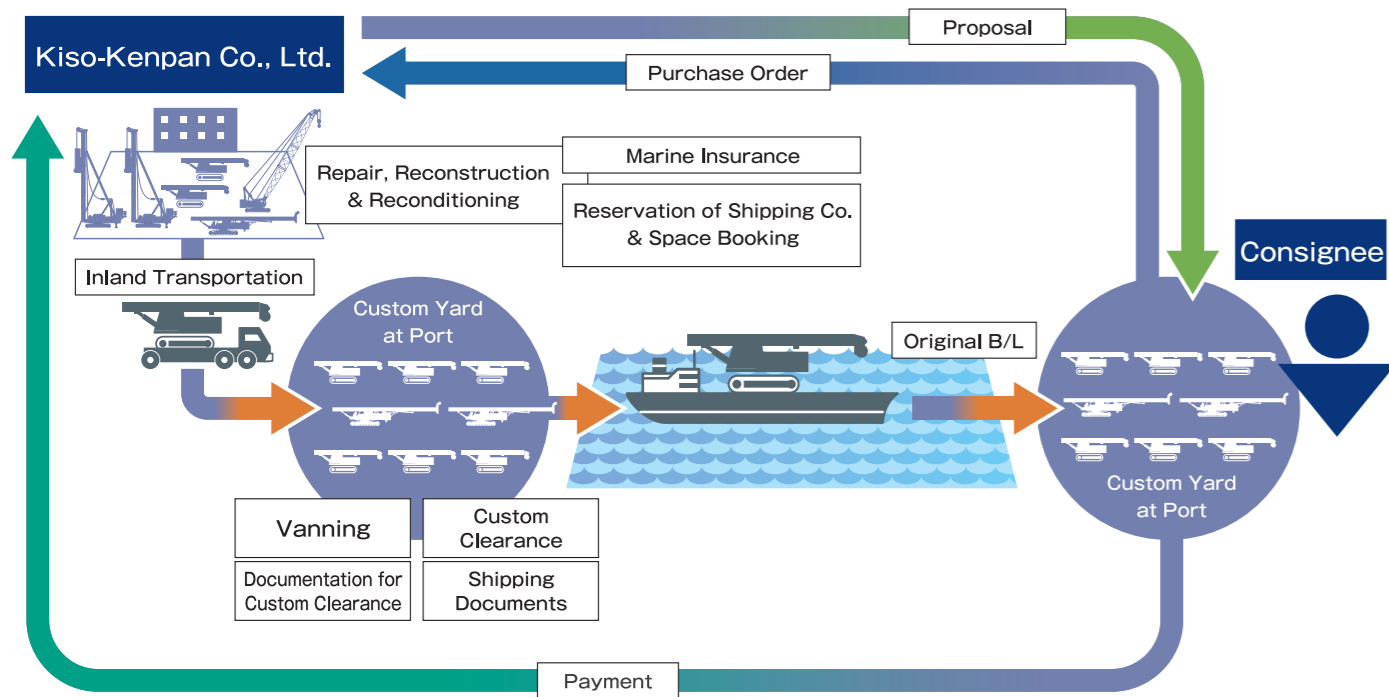 Proposal
Kiso-Kenpan Co., Ltd.
Purchase Order
Marine Insurance
Repair, Reconstruction
& Reconditioning
Reservation of Shipping Co.
& Space Booking
Consignee
Inland Transportation
Custom Yard
at Port
Original B/L
Custom Yard
at Port
Vanning
Custom
Clearance
Documentation for
Custom Clearance
Shipping
Documents
Payment